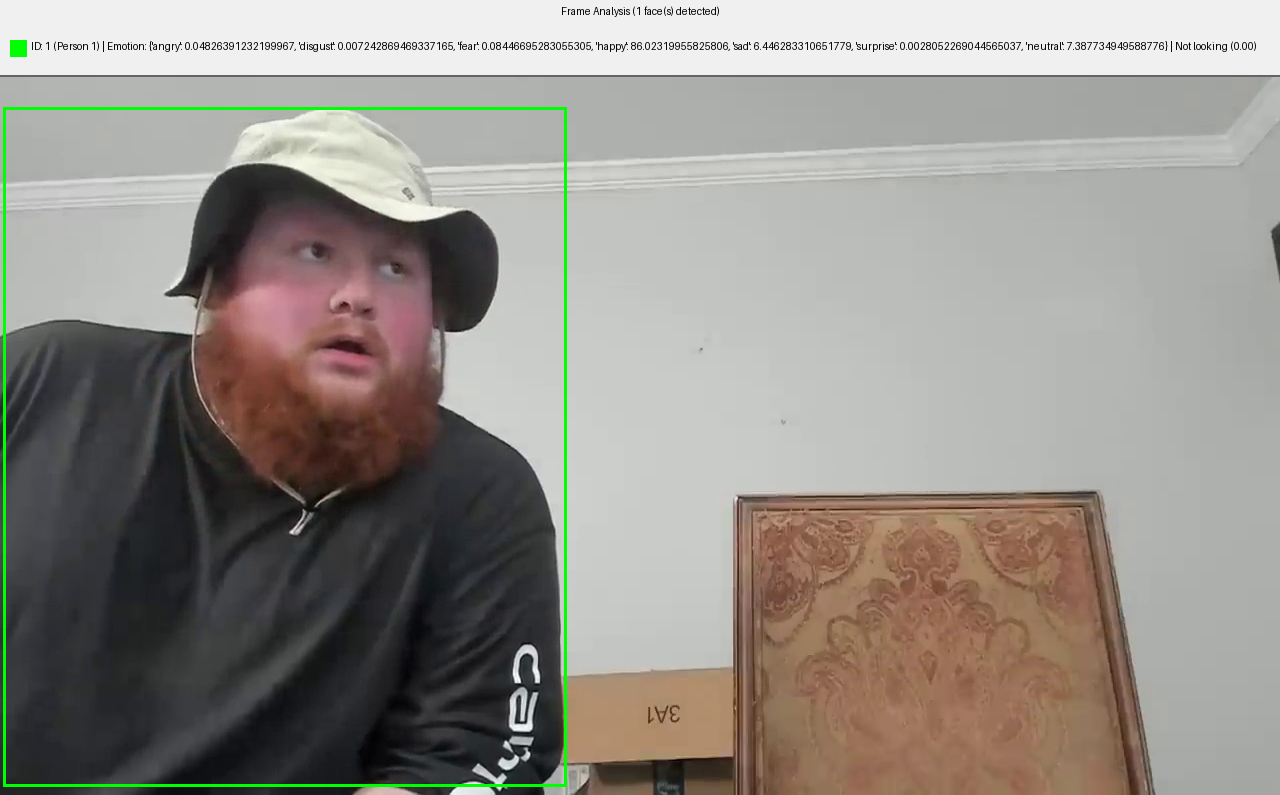 Frame Analysis (1 face(s) detected)
ID: 1 (Person 1) | Emotion: {'angry': 0.04826391232199967, 'disgust': 0.007242869469337165, 'fear': 0.08446695283055305, 'happy': 86.02319955825806, 'sad': 6.446283310651779, 'surprise': 0.0028052269044565037, 'neutral': 7.387734949588776} | Not looking (0.00)
3A1